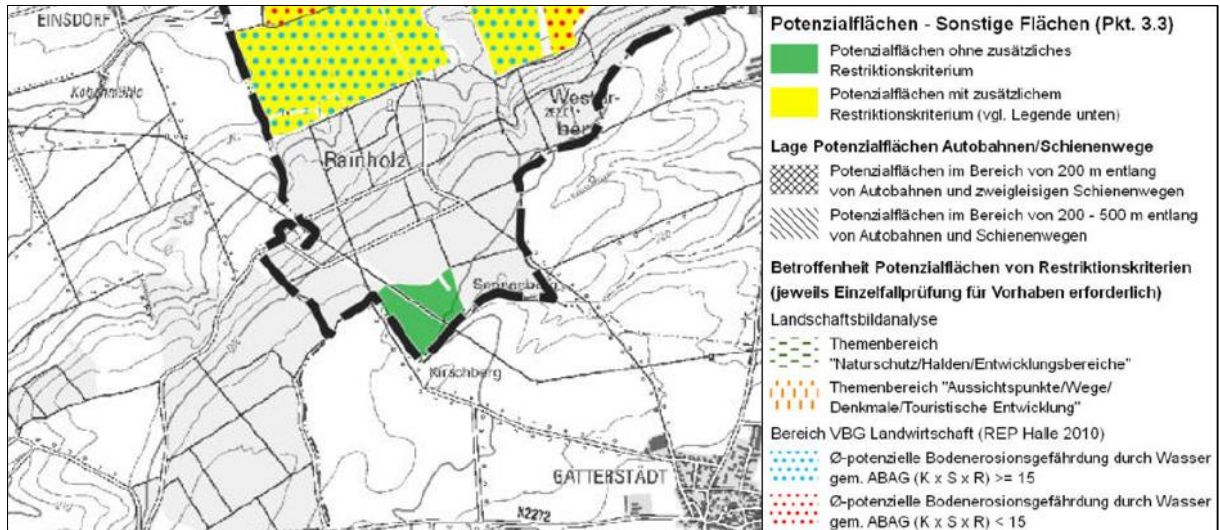 EINSDORF
Rainholz
Kirschberg
GATTERSTÄDT
K2272
Potenzialflächen - Sonstige Flächen (Pkt. 3.3)
Potenzialflächen ohne zusätzliches
Restriktionskriterium
Potenzialflächen mit zusätzlichem
Restriktionskriterium (vgl. Legende unten)
Lage Potenzialflächen Autobahnen/Schienenwege
Potenzialflächen im Bereich von 200 m entlang
von Autobahnen und zweigleisigen Schienenwegen
Potenzialflächen im Bereich von 200 - 500 m entlang
von Autobahnen und Schienenwegen
Betroffenheit Potenzialflächen von Restriktionskriterien
(jeweils Einzelfallprüfung für Vorhaben erforderlich)
Landschaftsbildanalyse
Themenbereich
"Naturschutz/Halden/Entwicklungsbereiche"
Themenbereich "Aussichtspunkte/Wege/
Denkmale/Touristische Entwicklung"
Bereich VBG Landwirtschaft (REP Halle 2010)
Ø-potenzielle Bodenerosionsgefährdung durch Wasser
gem. ABAG (K x S x R) >= 15
Ø-potenzielle Bodenerosionsgefährdung durch Wasser
gem. ABAG (K x S x R) < 15